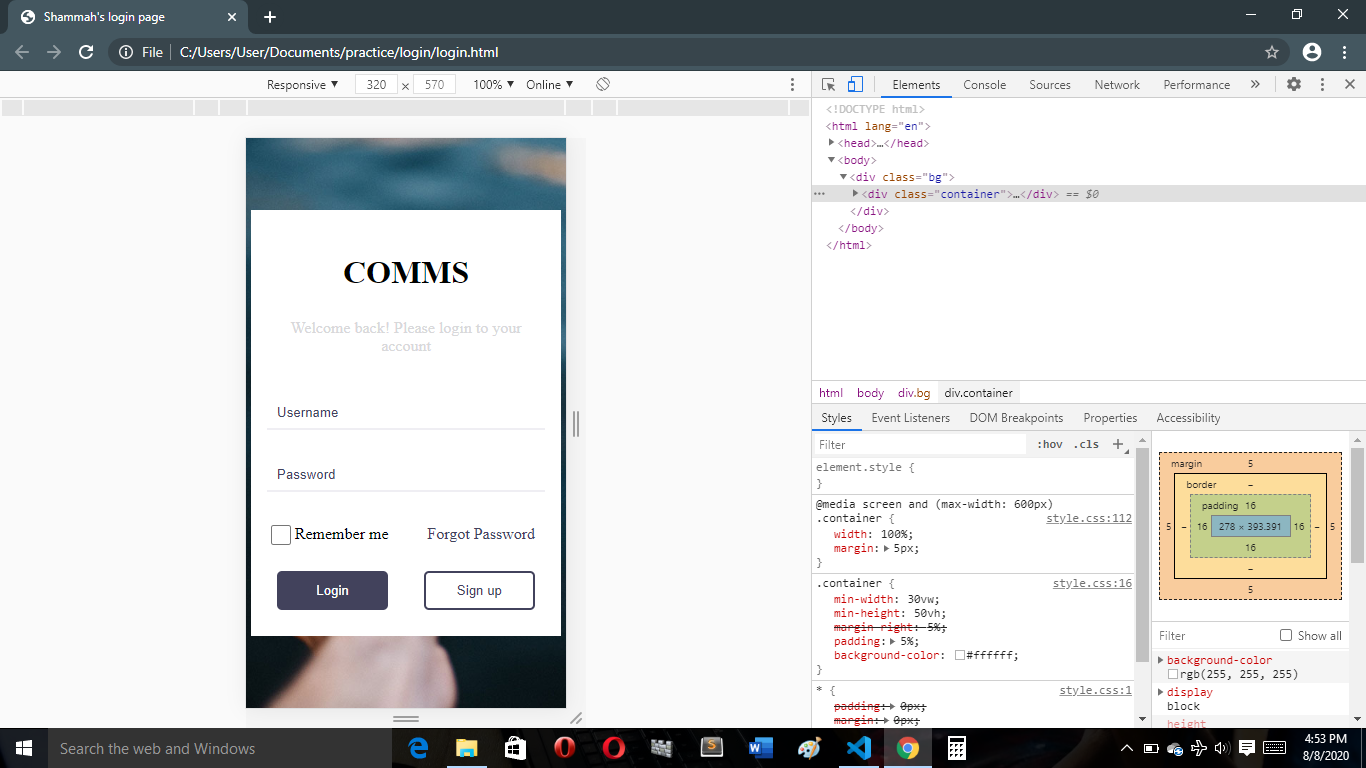 Shammah's login page
File
C:/Users/User/Documents/practice/login/login.html
Responsive ▼ 320 × 570 100% ▼ Online ▼
COMMS
Welcome back! Please login to your
account
Username
Password
Remember me Forgot Password
Login Sign up
Elements Console Sources Network Performance »
<!DOCTYPE html>
<html lang="en">
▶<head>…</head>
▼<body>
▼<div class="bg">
… ▶<div class="container">…</div> == $0
</div>
</body>
</html>
html body div.bg div.container
Styles Event Listeners DOM Breakpoints Properties Accessibility
Filter :hov .cls +
element.style {
}
@media screen and (max-width: 600px)
.container { style.css:112
width: 100%;
margin:▶ 5px;
}
.container { style.css:16
min-width: 30vw;
min-height: 50vh;
margin-right: 5%;
padding:▶ 5%;
background-color: #ffffff;
}
* { style.css:1
padding:▶ 0px;
margin:▶ 0px;
margin 5
border –
padding 16
5 – 16 278 × 393.391 16 – 5
16
–
5
Filter Show all
▶ background-color
rgb(255, 255, 255)
▶ display
block
height
Search the web and Windows
4:53 PM
8/8/2020